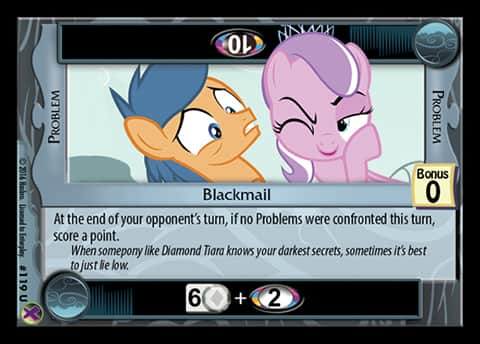 10
PROBLEM
PROBLEM
Blackmail
Bonus
0
At the end of your opponent's turn, if no Problems were confronted this turn,
score a point.
When somepony like Diamond Tiara knows your darkest secrets, sometimes it's best
to just lie low.
6 + 2
© 2016 Hasbro. Licensed to Enterplay. #119 U